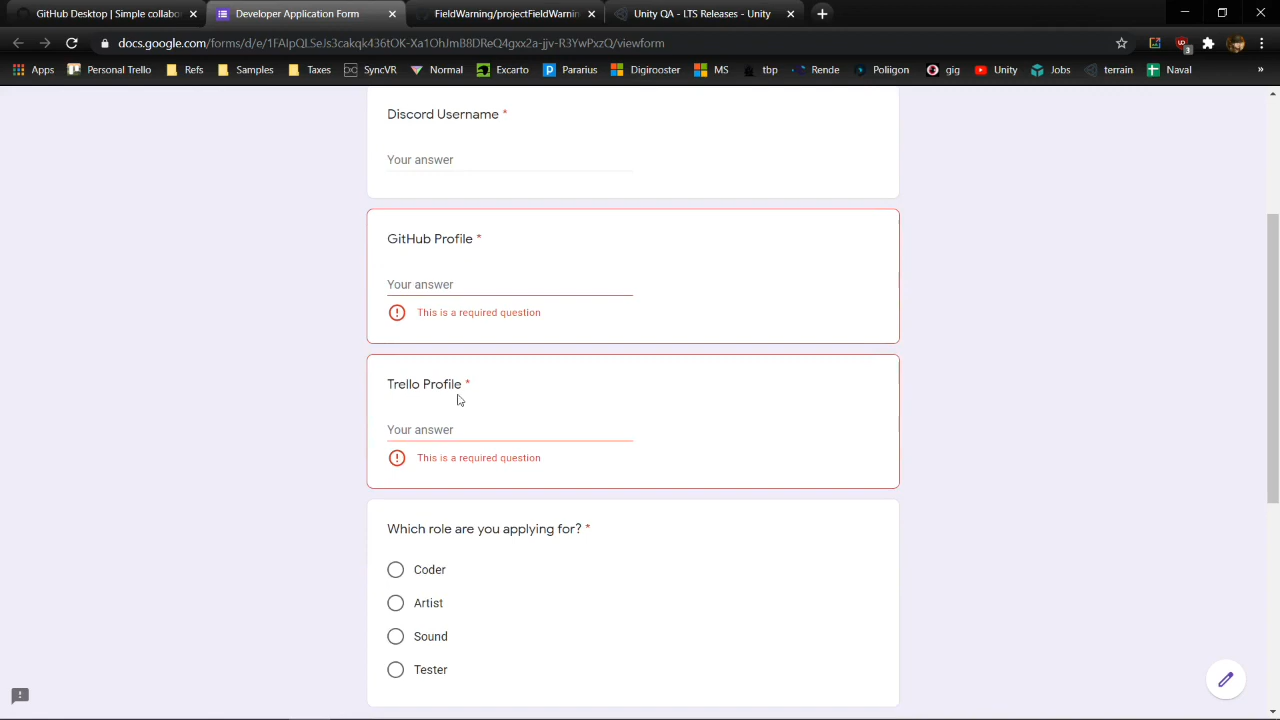 GitHub Desktop | Simple collabo
Developer Application Form
FieldWarning/projectFieldWarnin
Unity QA - LTS Releases - Unity
docs.google.com/forms/d/e/1FAIpQLSeJs3cakqk436tOK-Xa1OhJmB8DReQ4gxx2a-jjv-R3YwPxzQ/viewform
3
Apps
Personal Trello
Refs
Samples
Taxes
SyncVR
Normal
Excarto
Pararius
Digirooster
MS
tbp
Rende
Poliigon
gig
Unity
Jobs
terrain
Naval
»
Discord Username *
Your answer
GitHub Profile *
Your answer
This is a required question
Trello Profile *
Your answer
This is a required question
Which role are you applying for? *
Coder
Artist
Sound
Tester